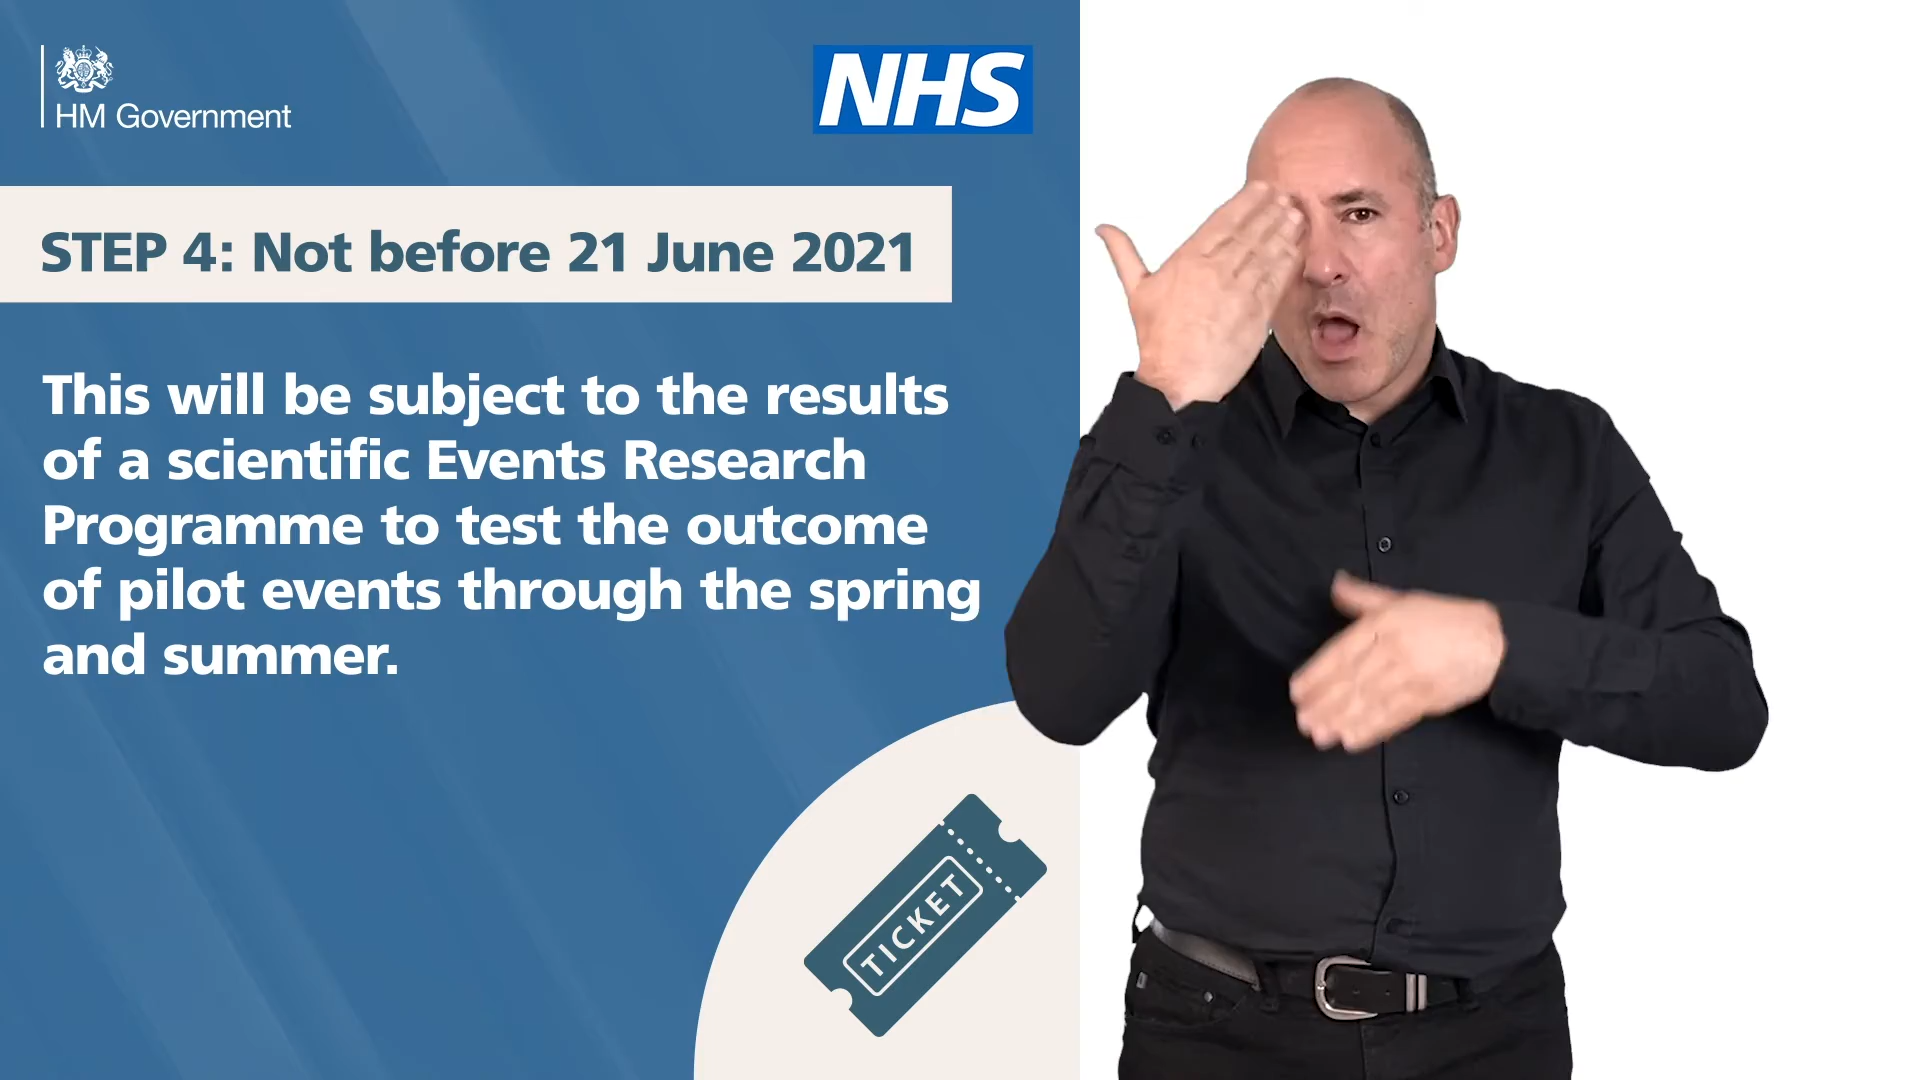 HM Government
NHS
STEP 4: Not before 21 June 2021
This will be subject to the results
of a scientific Events Research
Programme to test the outcome
of pilot events through the spring
and summer.
TICKET